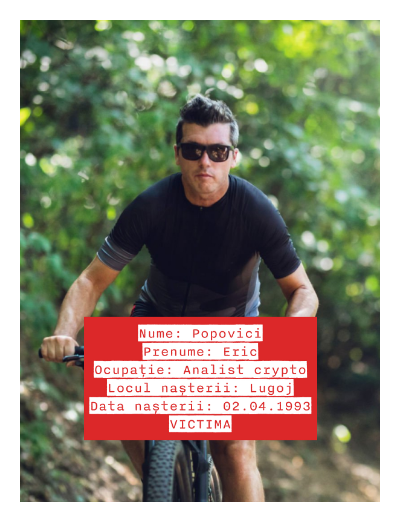 Nume: Popovici
Prenume: Eric
Ocupație: Analist crypto
Locul nașterii: Lugoj
Data nașterii: 02.04.1993
VICTIMA